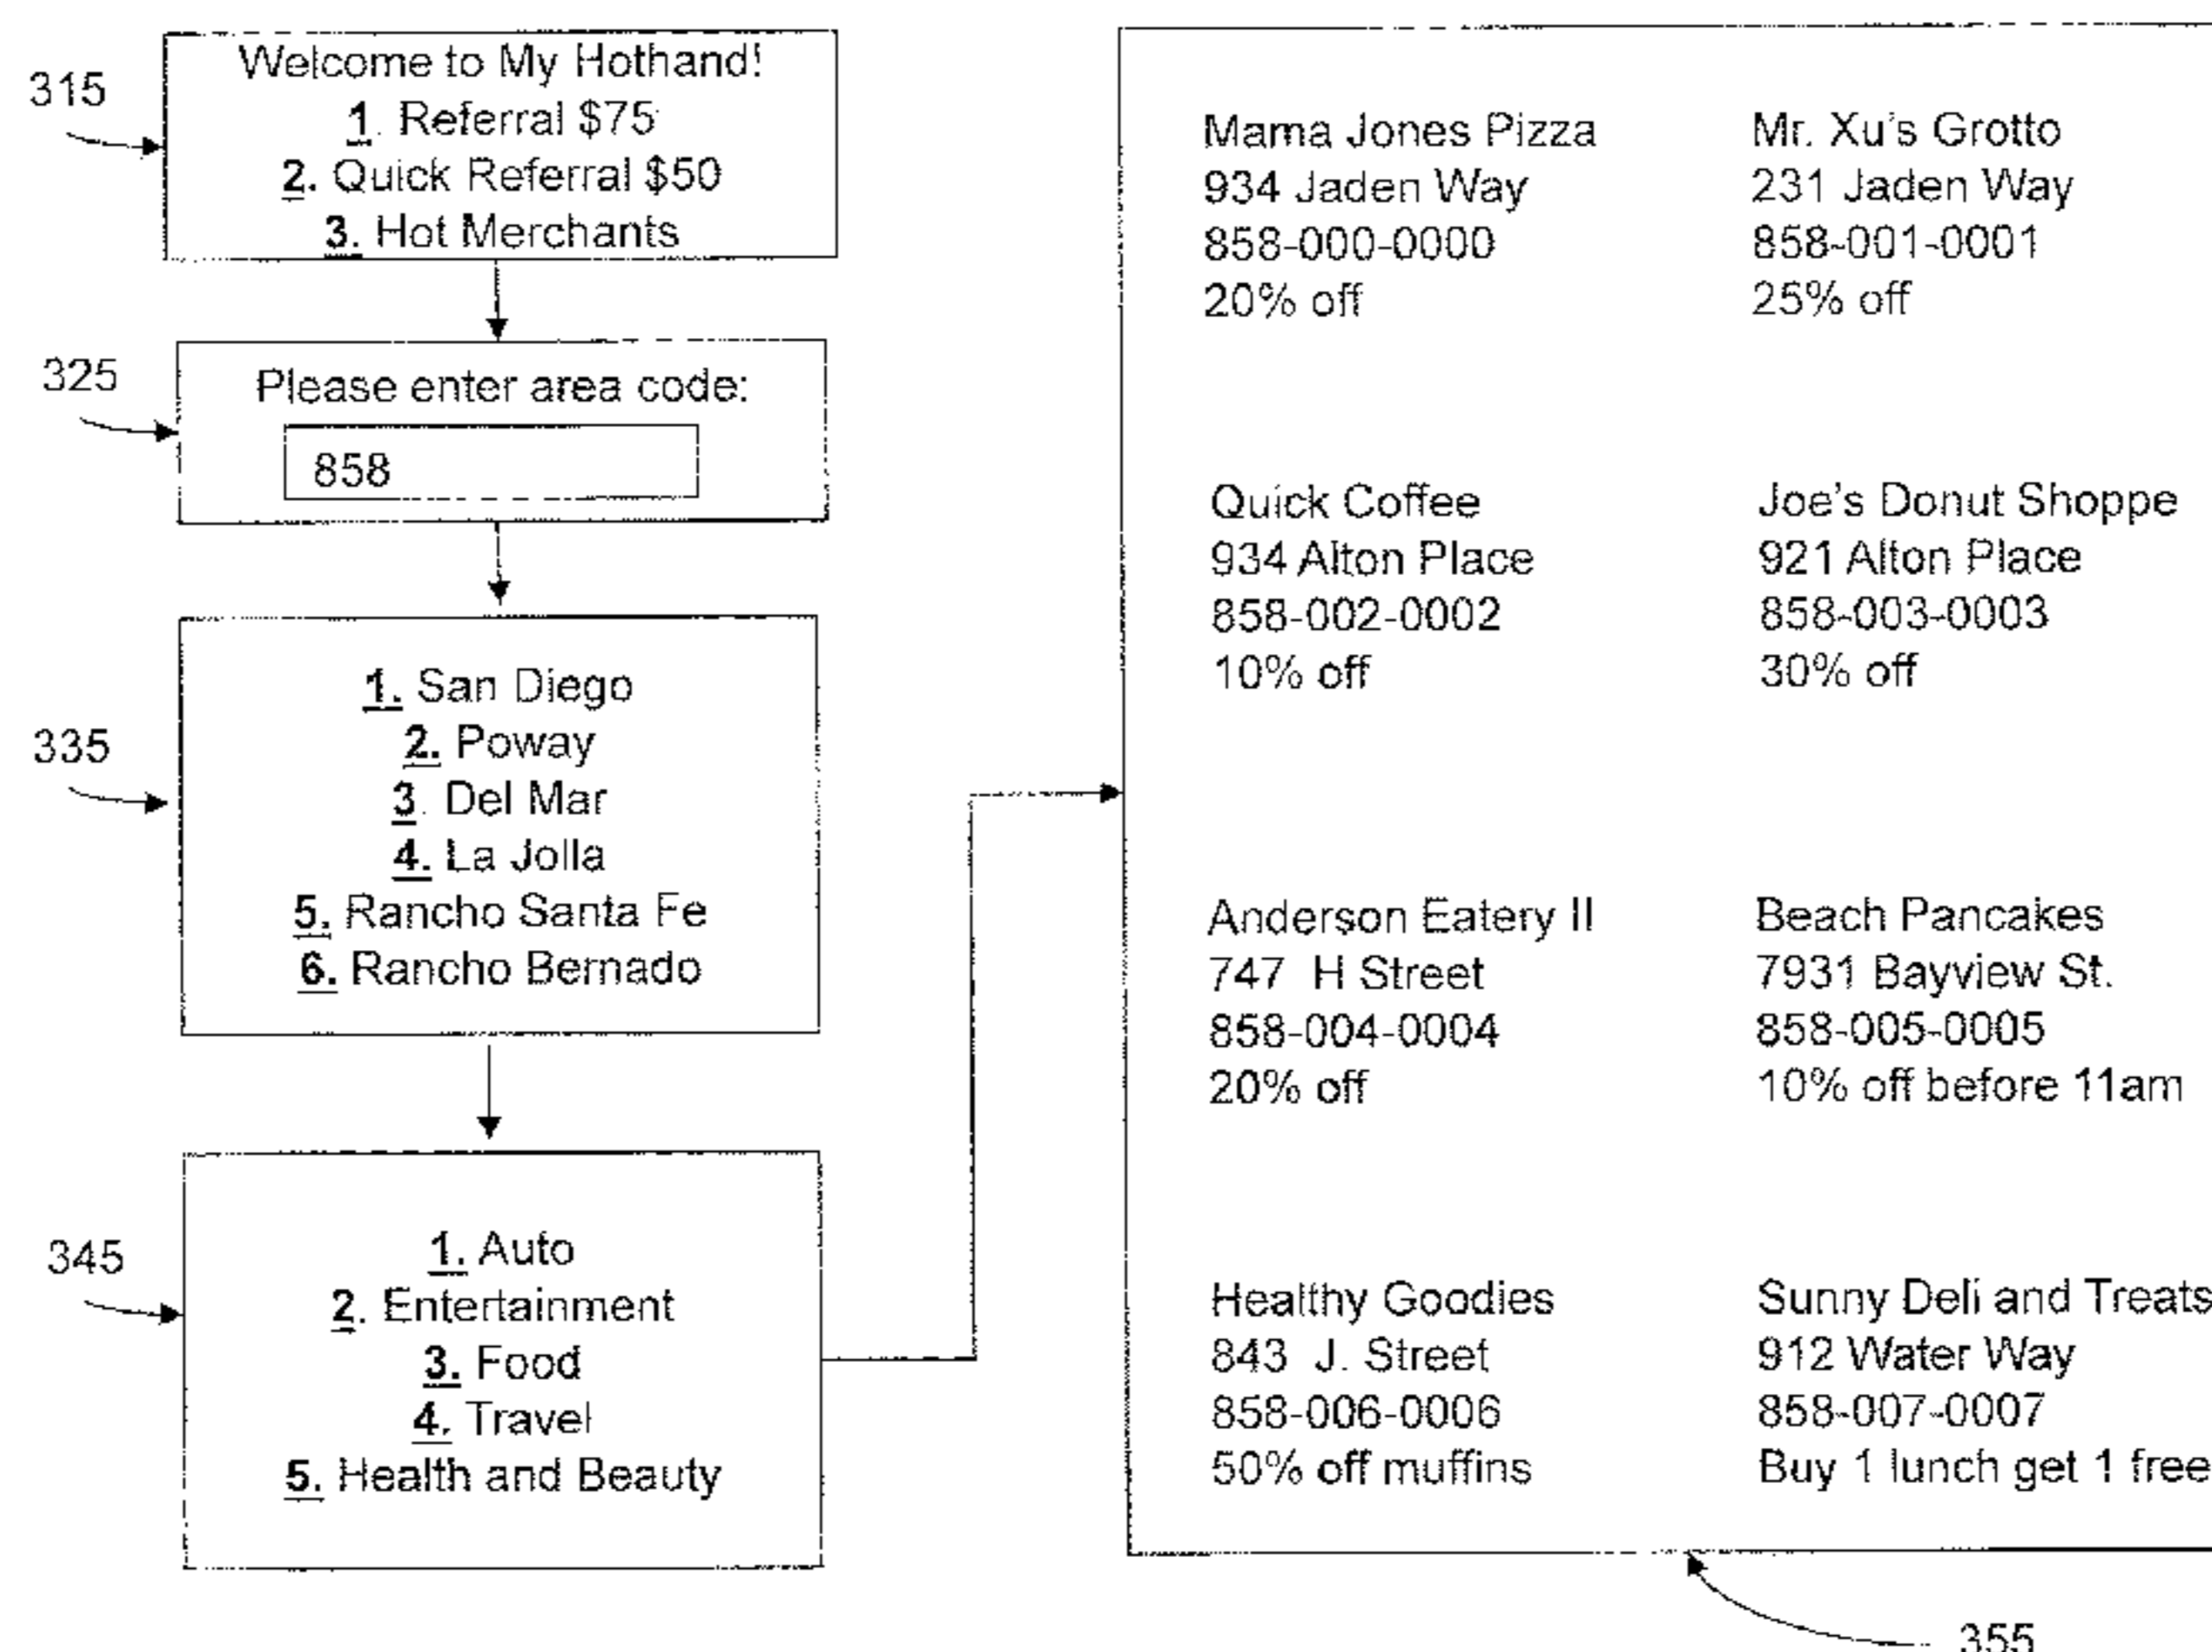 315
Welcome to My Hothand!
1. Referral $75
2. Quick Referral $50
3. Hot Merchants
325
Please enter area code:
858
335
1. San Diego
2. Poway
3. Del Mar
4. La Jolla
5. Rancho Santa Fe
6. Rancho Bernado
345
1. Auto
2. Entertainment
3. Food
4. Travel
5. Health and Beauty
Mama Jones Pizza
934 Jaden Way
858-000-0000
20% off
Mr. Xu's Grotto
231 Jaden Way
858-001-0001
25% off
Quick Coffee
934 Alton Place
858-002-0002
10% off
Joe's Donut Shoppe
921 Alton Place
858-003-0003
30% off
Anderson Eatery II
747 H Street
858-004-0004
20% off
Beach Pancakes
7931 Bayview St.
858-005-0005
10% off before 11am
Healthy Goodies
843 J. Street
858-006-0006
50% off muffins
Sunny Deli and Treats
912 Water Way
858-007-0007
Buy 1 lunch get 1 free
355